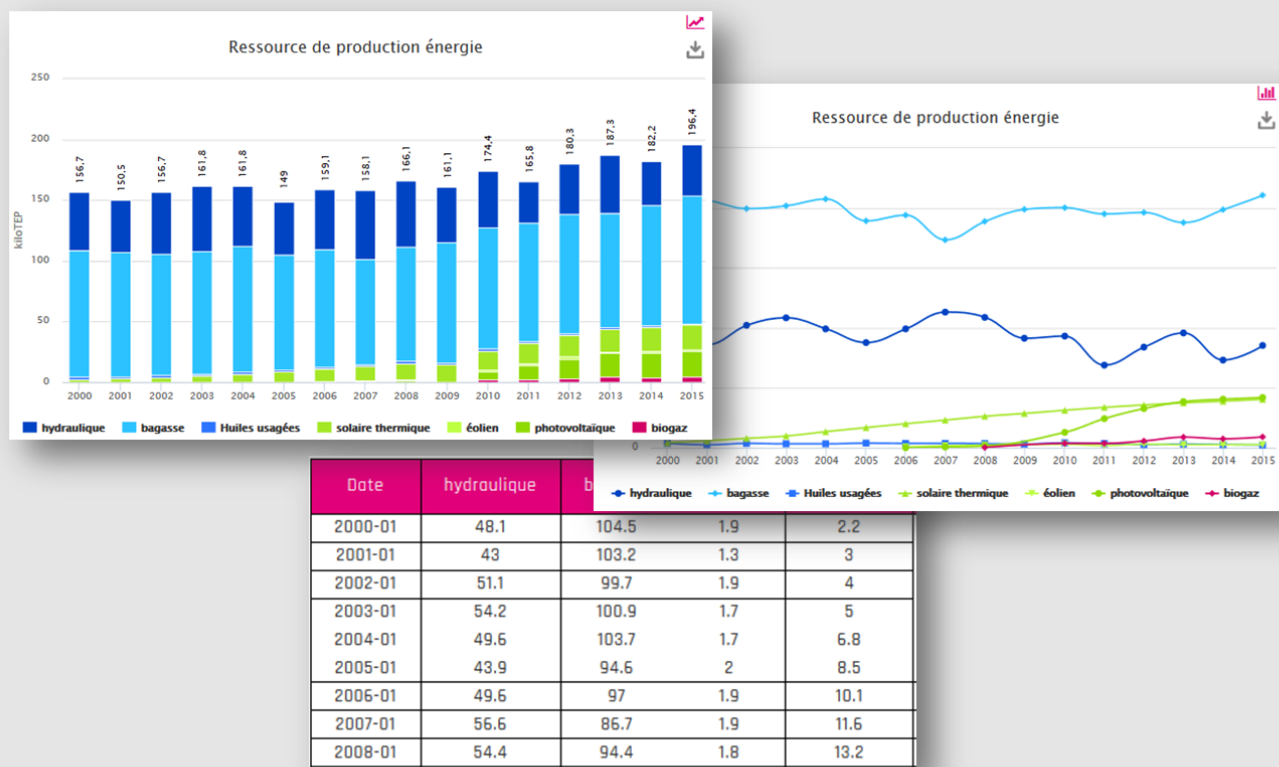 Ressource de production énergie
250
200
150
100
50
0
kiloTEP
156,7
150,5
156,7
161,8
161,8
149
159,1
158,1
166,1
161,1
174,4
165,8
180,3
187,3
182,2
196,4
2000 2001 2002 2003 2004 2005 2006 2007 2008 2009 2010 2011 2012 2013 2014 2015
hydraulique bagasse Huiles usagées solaire thermique éolien photovoltaïque biogaz
Ressource de production énergie
0
2000 2001 2002 2003 2004 2005 2006 2007 2008 2009 2010 2011 2012 2013 2014 2015
hydraulique bagasse Huiles usagées solaire thermique éolien photovoltaïque biogaz
Date hydraulique b
2000-01 48.1 104.5 1.9 2.2
2001-01 43 103.2 1.3 3
2002-01 51.1 99.7 1.9 4
2003-01 54.2 100.9 1.7 5
2004-01 49.6 103.7 1.7 6.8
2005-01 43.9 94.6 2 8.5
2006-01 49.6 97 1.9 10.1
2007-01 56.6 86.7 1.9 11.6
2008-01 54.4 94.4 1.8 13.2